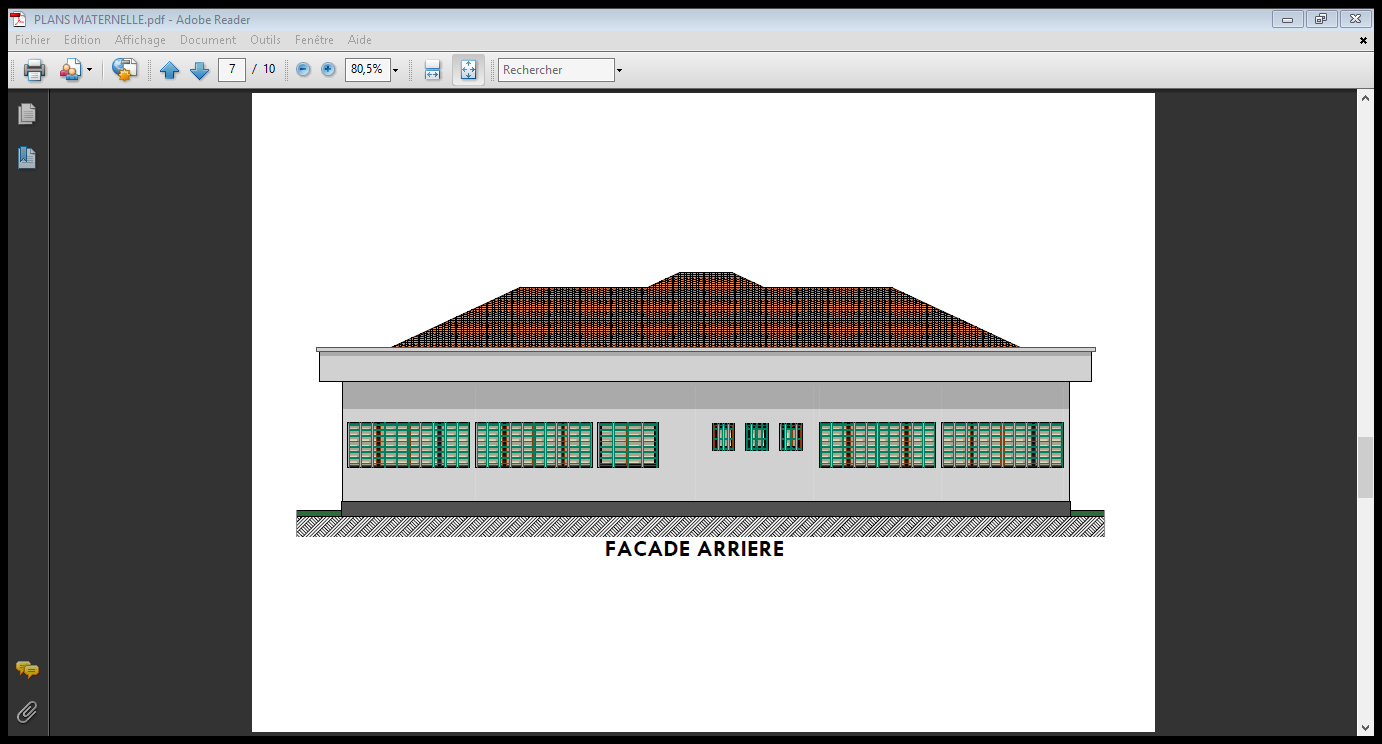 PLANS MATERNELLE.pdf - Adobe Reader
Fichier Edition Affichage Document Outils Fenêtre Aide
7 / 10 80,5% Rechercher
FACADE ARRIERE